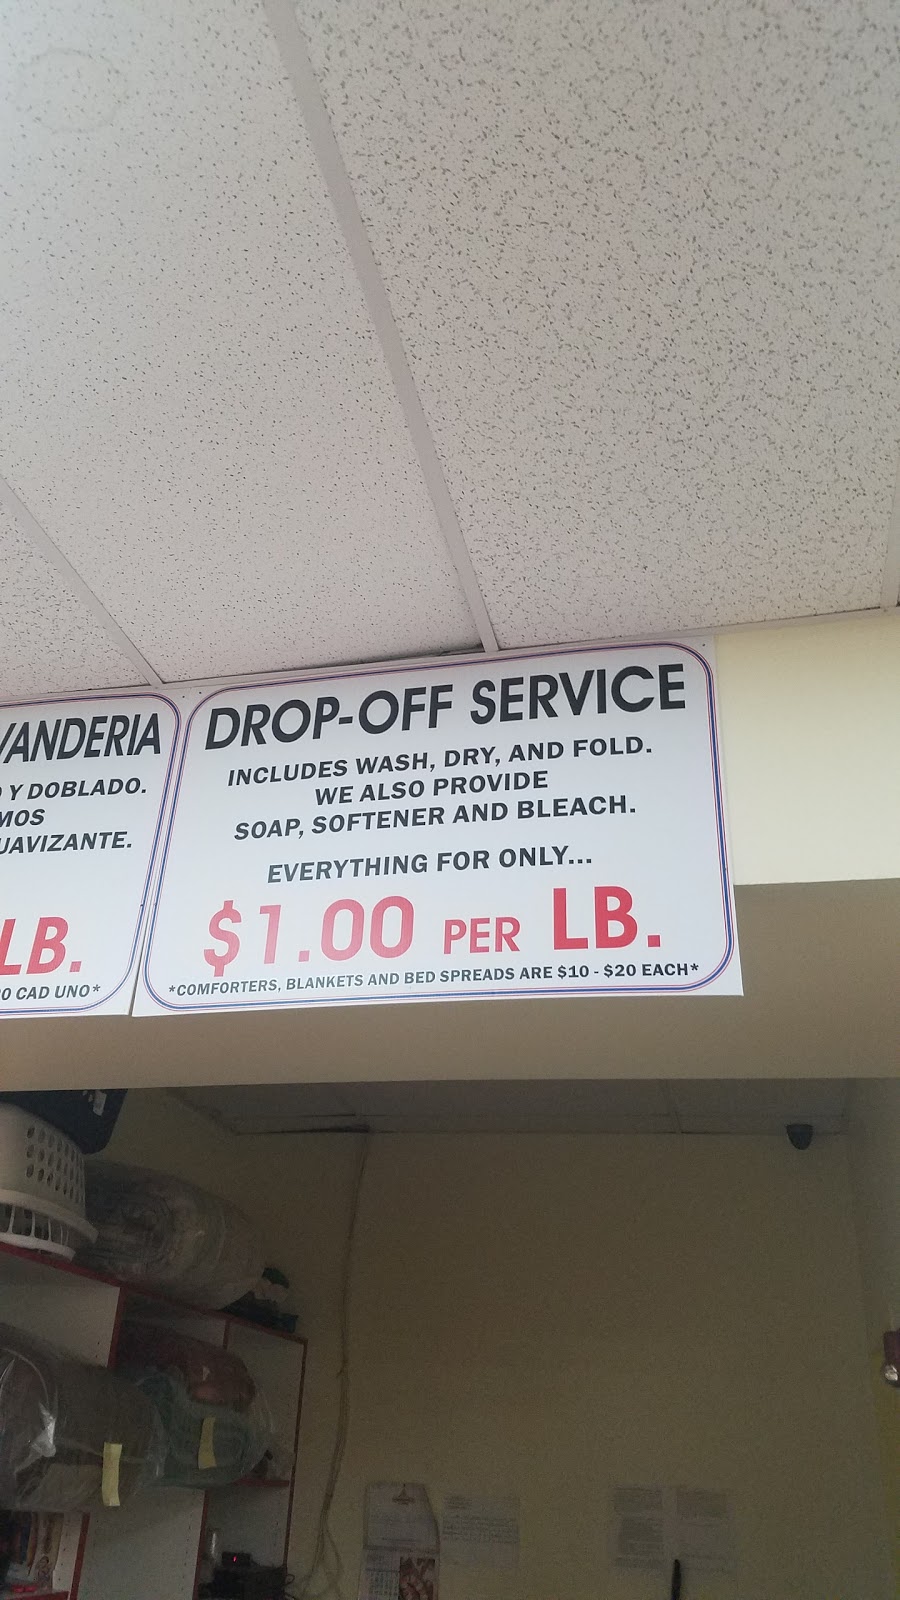 VANDERIA
Y DOBLADO.
MOS
UAVIZANTE.
LB.
CAD UNO*
DROP-OFF SERVICE
INCLUDES WASH, DRY, AND FOLD.
WE ALSO PROVIDE
SOAP, SOFTENER AND BLEACH.
EVERYTHING FOR ONLY...
$1.00 PER LB.
*COMFORTERS, BLANKETS AND BED SPREADS ARE $10 - $20 EACH*